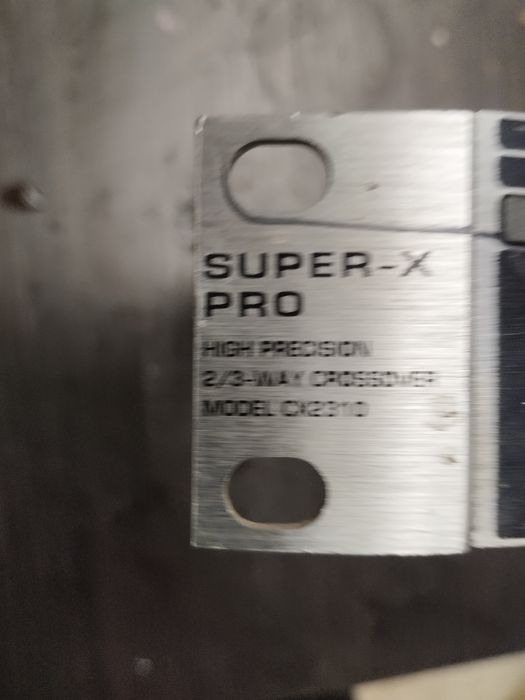 SUPER-X
PRO
HIGH PRECISION
2/3-WAY CROSSOVER
MODEL CX2310